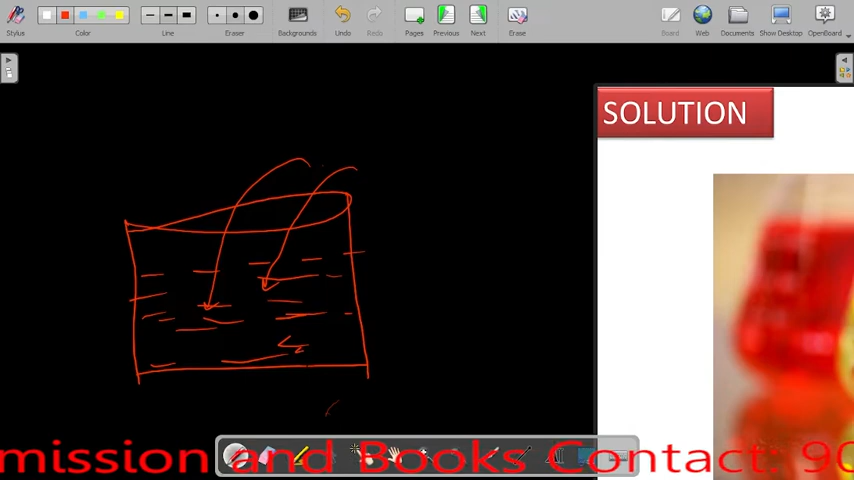 Stylus
Color
Line
Eraser
Backgrounds
Undo
Redo
Pages
Previous
Next
Erase
Board
Web
Documents
Show Desktop
OpenBoard
SOLUTION
mission and Books Contact: 90